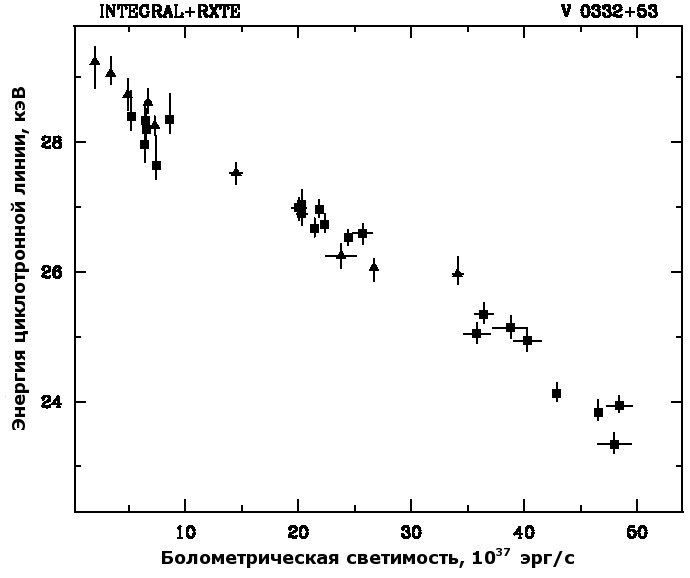 INTEGRAL+RXTE
V 0332+53
Энергия циклотронной линии, кэВ
28
26
24
10
20
30
40
50
Болометрическая светимость, 10³⁷ эрг/с